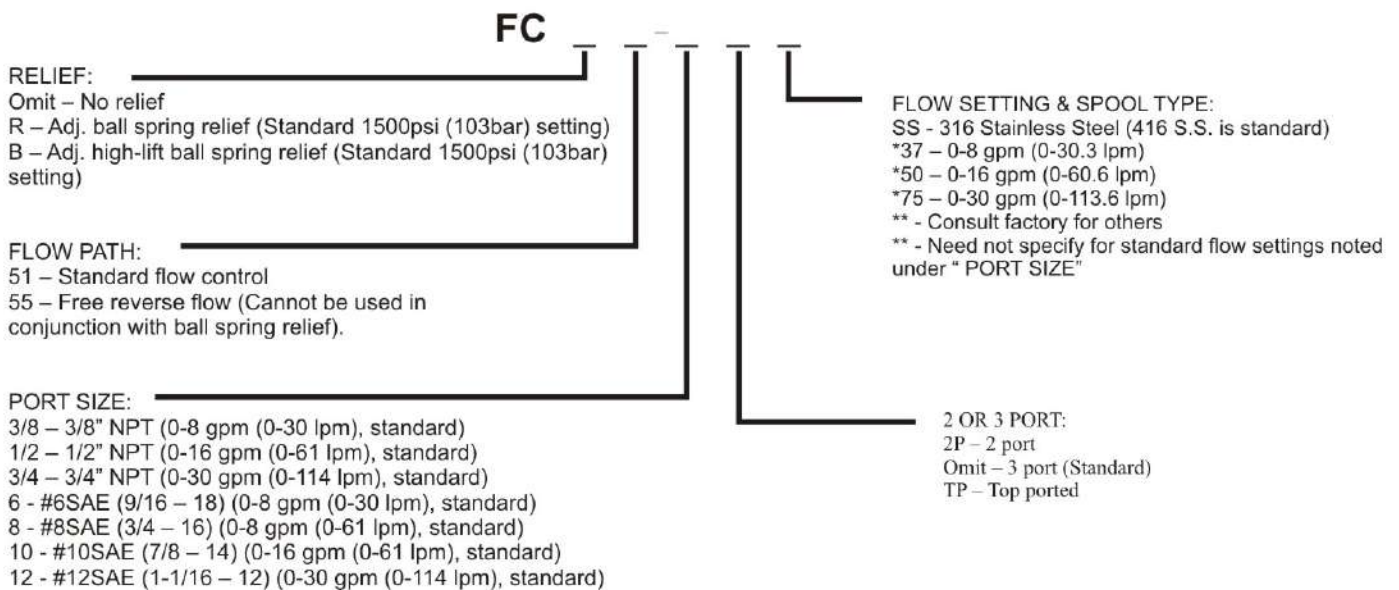 FC _ _ - _ _ _
RELIEF:
Omit – No relief
R – Adj. ball spring relief (Standard 1500psi (103bar) setting)
B – Adj. high-lift ball spring relief (Standard 1500psi (103bar)
setting)
FLOW PATH:
51 – Standard flow control
55 – Free reverse flow (Cannot be used in
conjunction with ball spring relief).
PORT SIZE:
3/8 – 3/8” NPT (0-8 gpm (0-30 lpm), standard)
1/2 – 1/2” NPT (0-16 gpm (0-61 lpm), standard)
3/4 – 3/4” NPT (0-30 gpm (0-114 lpm), standard)
6 - #6SAE (9/16 – 18) (0-8 gpm (0-30 lpm), standard)
8 - #8SAE (3/4 – 16) (0-8 gpm (0-61 lpm), standard)
10 - #10SAE (7/8 – 14) (0-16 gpm (0-61 lpm), standard)
12 - #12SAE (1-1/16 – 12) (0-30 gpm (0-114 lpm), standard)
FLOW SETTING & SPOOL TYPE:
SS - 316 Stainless Steel (416 S.S. is standard)
*37 – 0-8 gpm (0-30.3 lpm)
*50 – 0-16 gpm (0-60.6 lpm)
*75 – 0-30 gpm (0-113.6 lpm)
** - Consult factory for others
** - Need not specify for standard flow settings noted
under “ PORT SIZE”
2 OR 3 PORT:
2P – 2 port
Omit – 3 port (Standard)
TP – Top ported